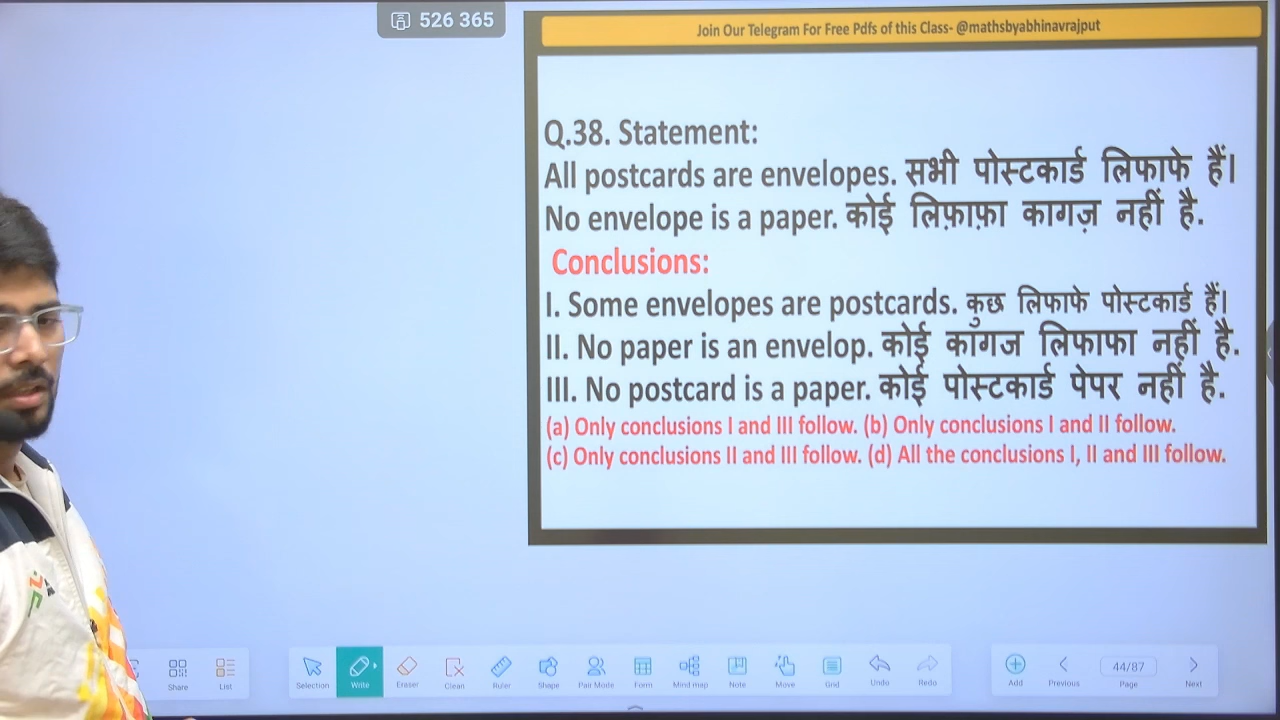 526 365
Join Our Telegram For Free Pdfs of this Class- @mathsbyabhinavrajput
Q.38. Statement:
All postcards are envelopes. सभी पोस्टकार्ड लिफाफे हैं।
No envelope is a paper. कोई लिफ़ाफ़ा कागज़ नहीं है.
Conclusions:
I. Some envelopes are postcards. कुछ लिफाफे पोस्टकार्ड हैं।
II. No paper is an envelop. कोई कागज लिफाफा नहीं है.
III. No postcard is a paper. कोई पोस्टकार्ड पेपर नहीं है.
(a) Only conclusions I and III follow. (b) Only conclusions I and II follow.
(c) Only conclusions II and III follow. (d) All the conclusions I, II and III follow.
Share List Selection Write Eraser Clean Ruler Shape Pair Mode Form Mind map Note Move Grid Undo Redo Add Previous 44/87 Page Next